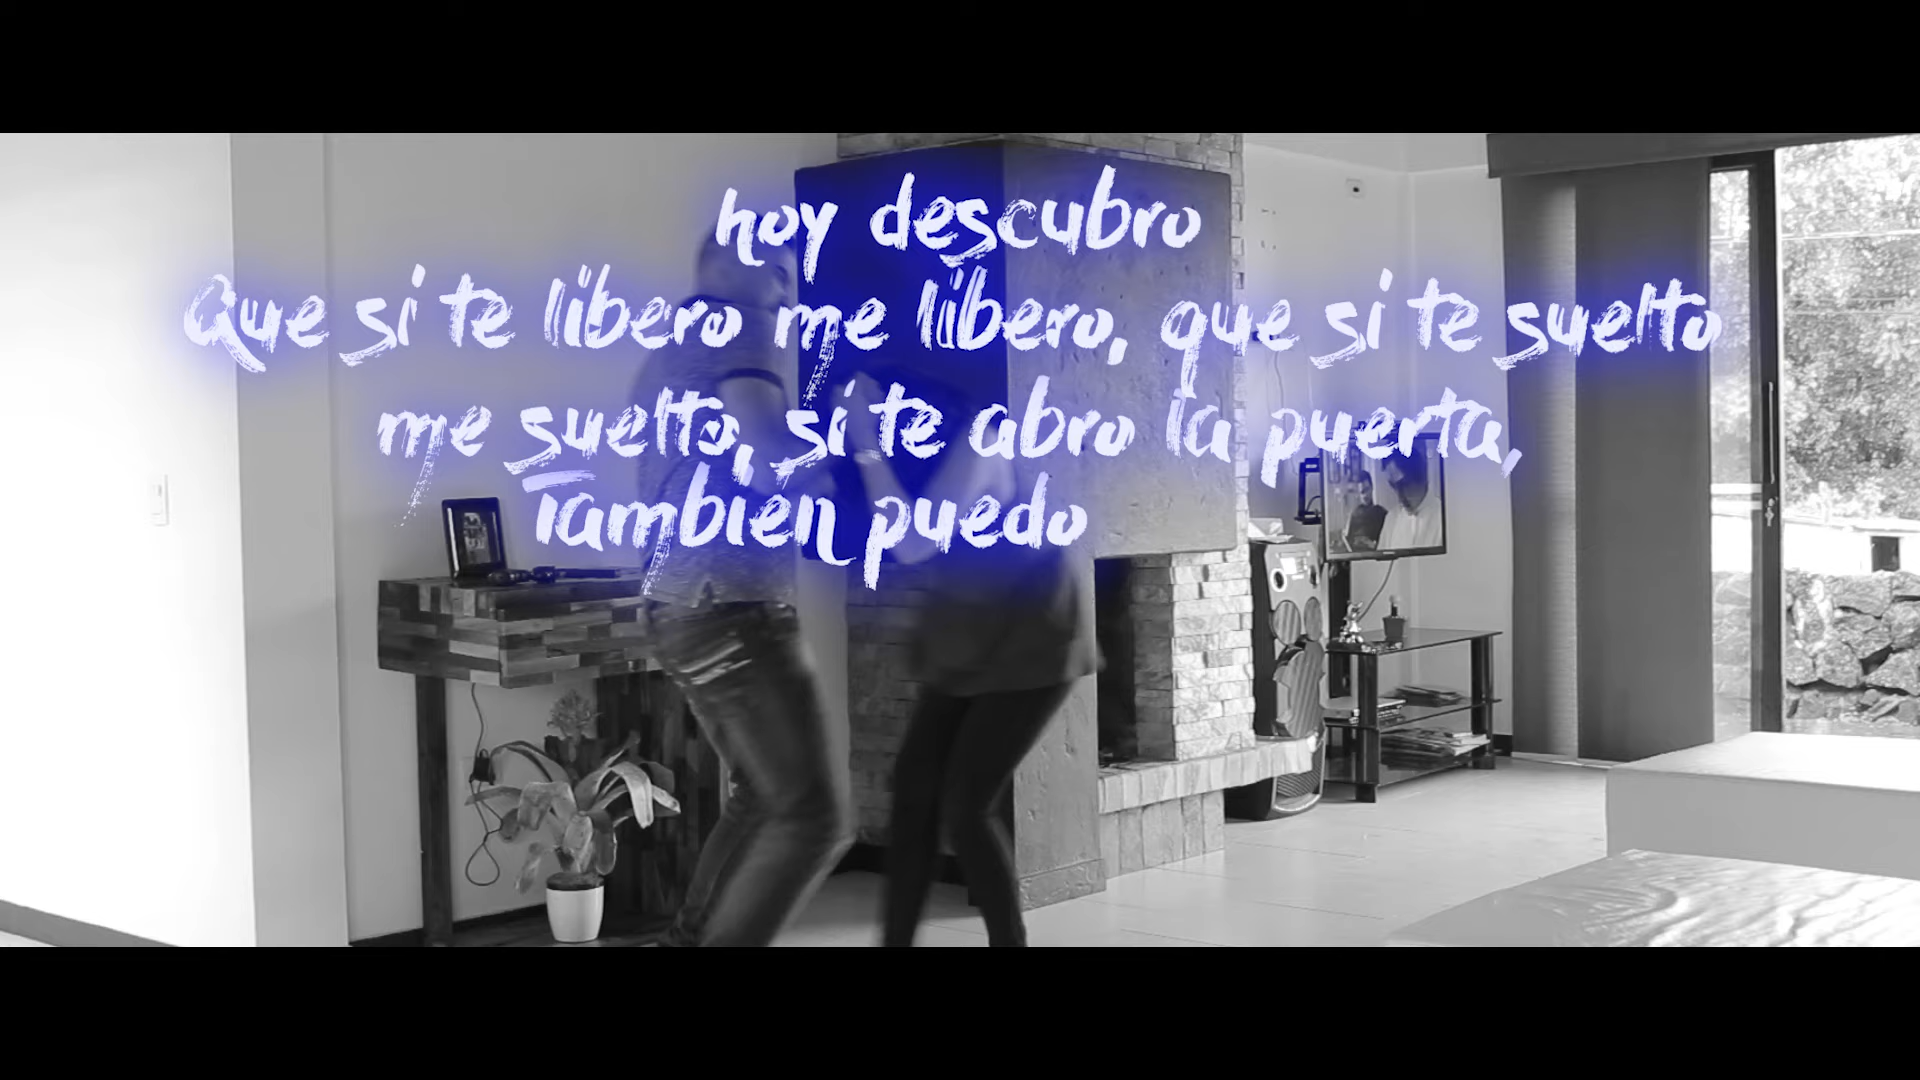 hoy descubro
Que si te libero me libero, que si te suelto
me suelto, si te abro la puerta,
Tambien puedo